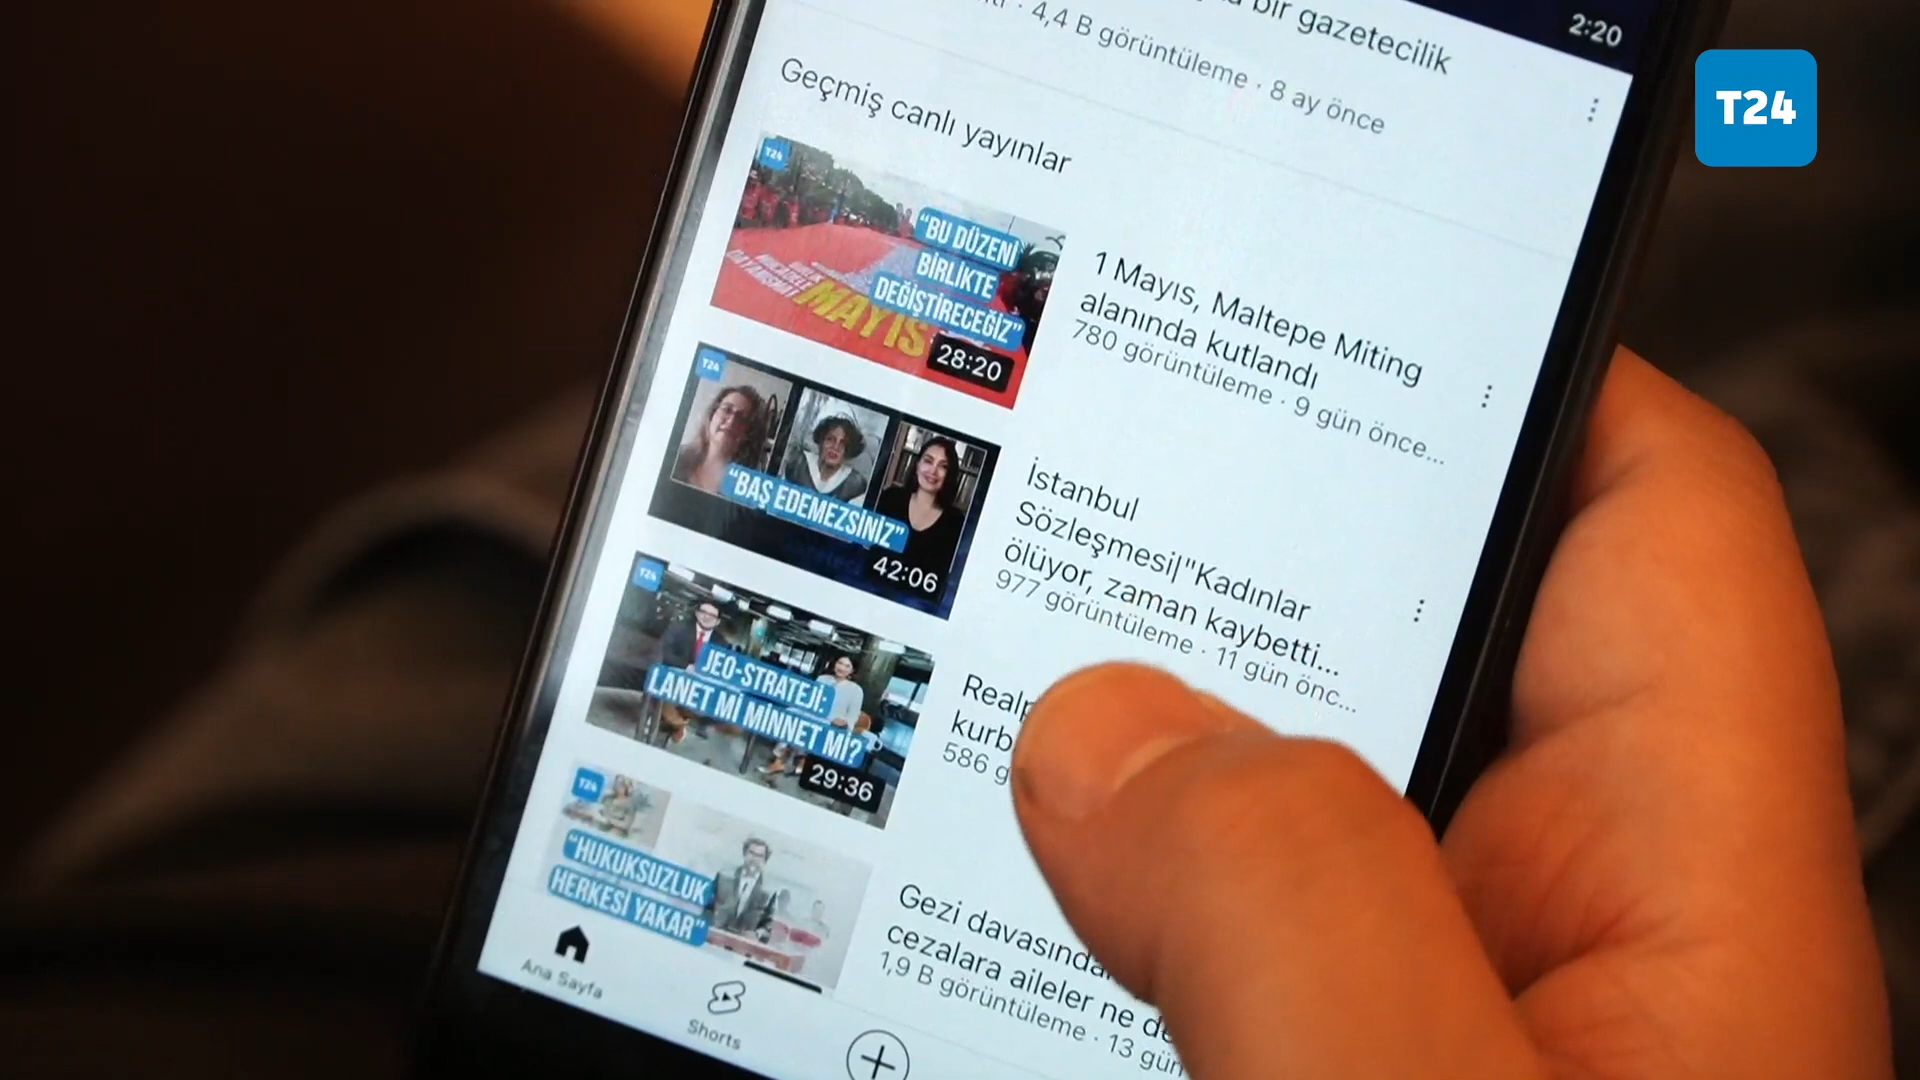 bir gazetecilik
2:20
4,4 B görüntüleme · 8 ay önce
T24
Geçmiş canlı yayınlar
T24
"BU DÜZENİ
BİRLİKTE
DEĞİŞTİRECEĞİZ"
MAYIS
28:20
1 Mayıs, Maltepe Miting
alanında kutlandı
780 görüntüleme · 9 gün önce...
T24
"BAŞ EDEMEZSİNİZ"
42:06
İstanbul
Sözleşmesi|"Kadınlar
ölüyor, zaman kaybetti...
977 görüntüleme · 11 gün önc...
T24
JEO-STRATEJİ:
LANET Mİ MİNNET Mİ?
29:36
Realp
kurb
586 g
T24
"HUKUKSUZLUK
HERKESİ YAKAR"
Gezi davasında
cezalara aileler ne de
1,9 B görüntüleme · 13 gün
Ana Sayfa
Shorts